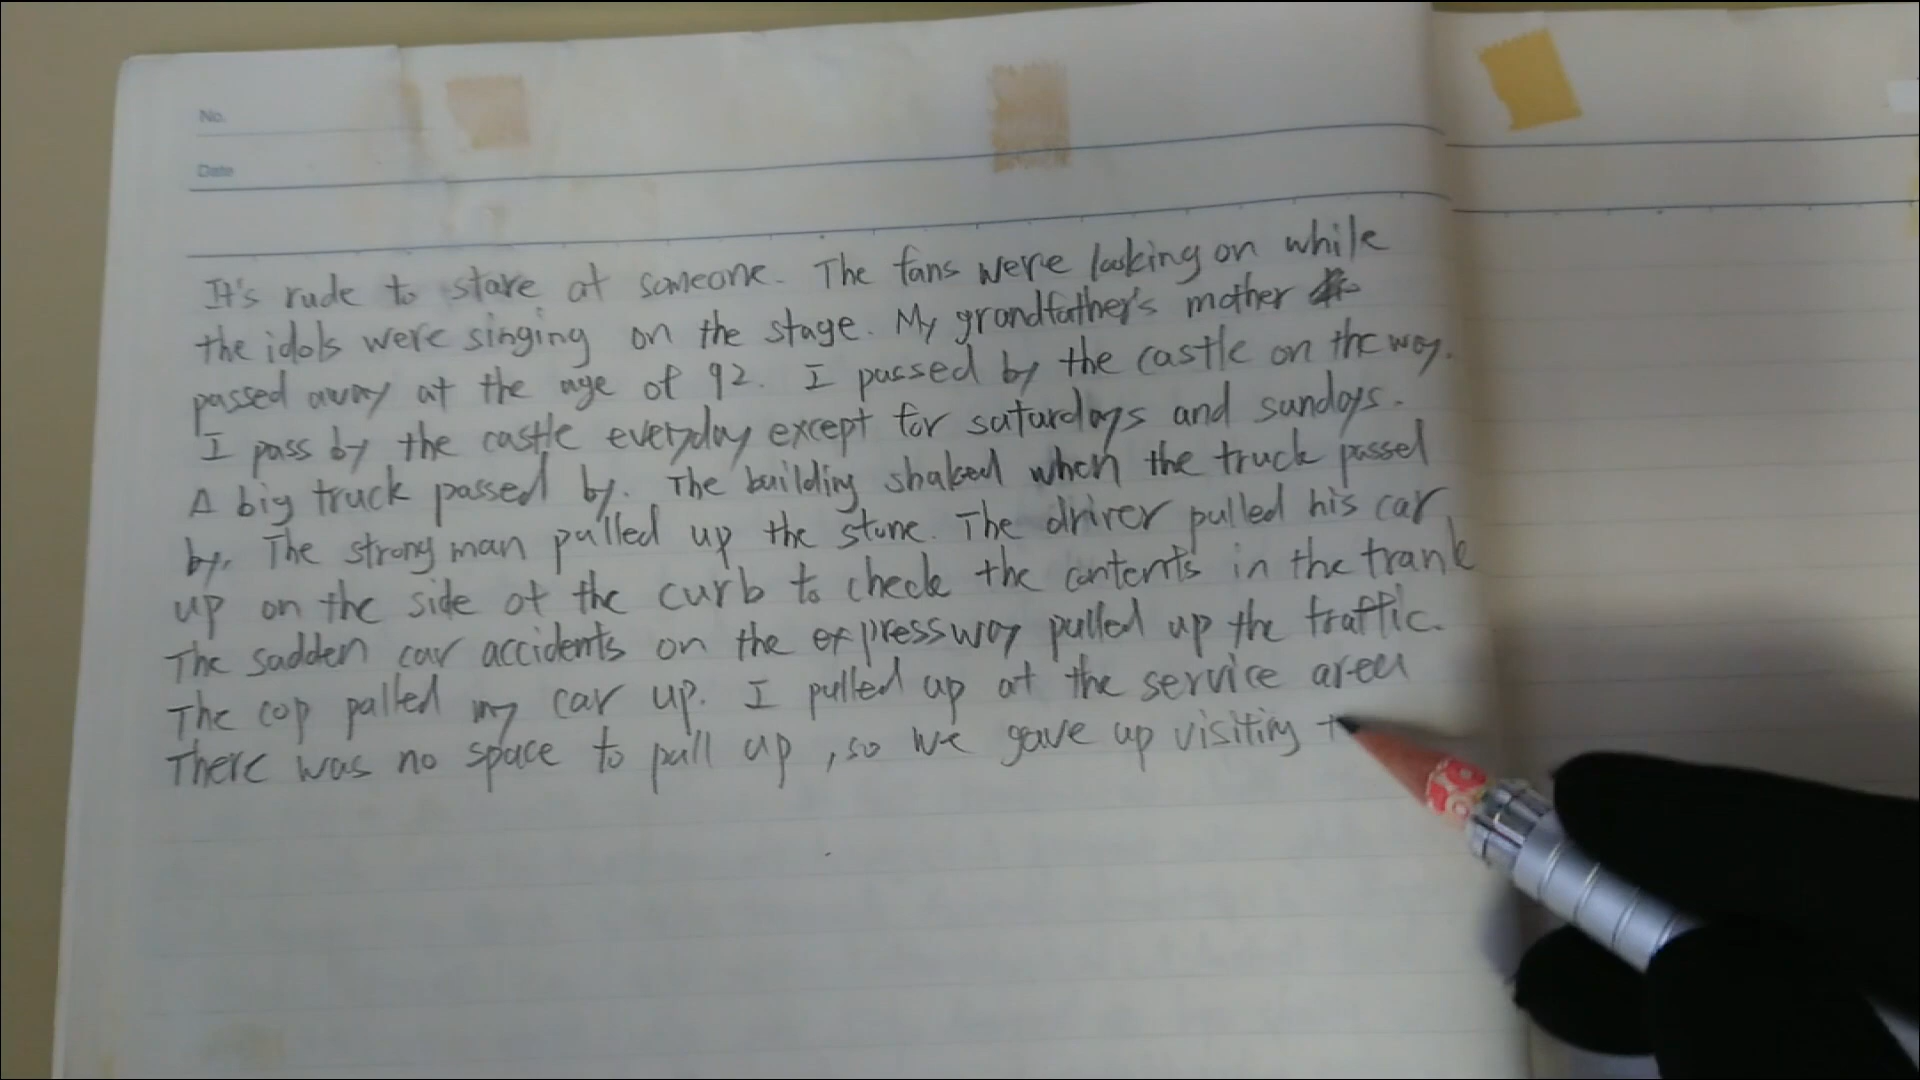 No.
Date
It's rude to stare at someone. The fans were looking on while
the idols were singing on the stage. My grandfather's mother
passed away at the age of 92. I passed by the castle on the way.
I pass by the castle everyday except for saturdays and sundays.
A big truck passed by. The building shaked when the truck passed
by. The strong man pulled up the stone. The driver pulled his car
up on the side of the curb to check the contents in the trank
The sadden car accidents on the expressway pulled up the traffic.
The cop palled my car up. I pulled up at the service area
There was no space to pull up, so we gave up visiting t